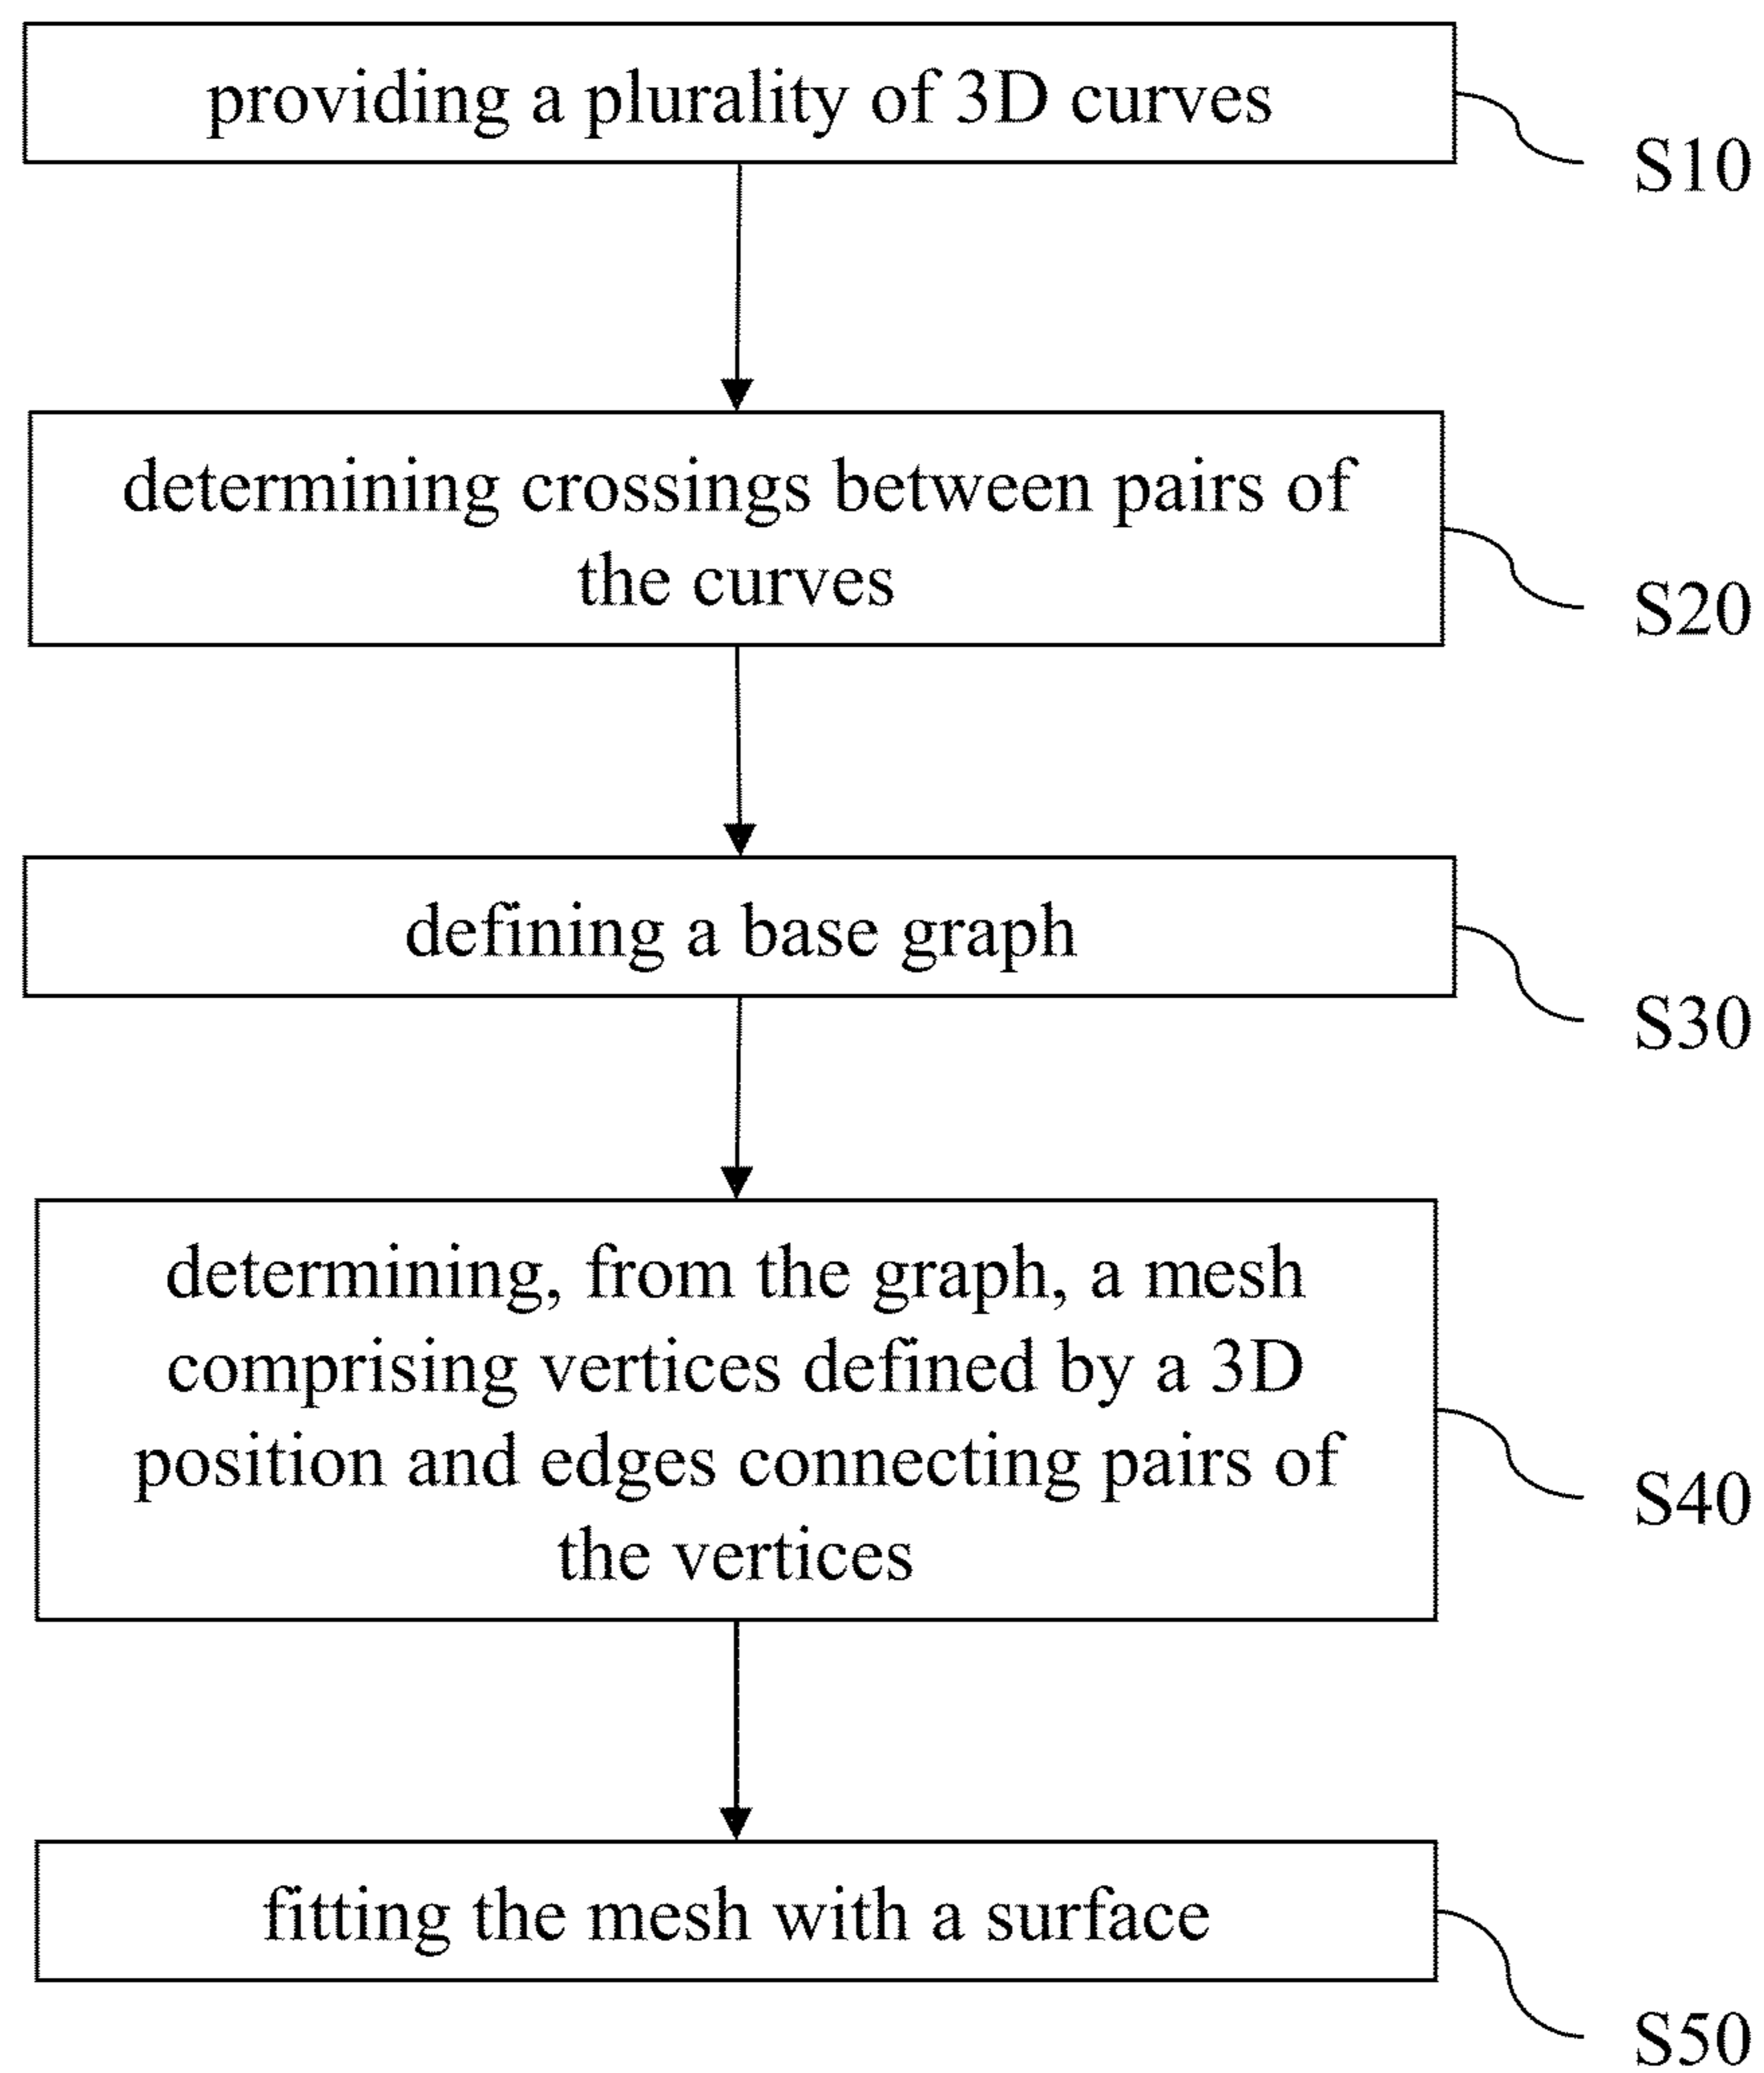 providing a plurality of 3D curves
S10
determining crossings between pairs of
the curves
S20
defining a base graph
S30
determining, from the graph, a mesh
comprising vertices defined by a 3D
position and edges connecting pairs of
the vertices
S40
fitting the mesh with a surface
S50